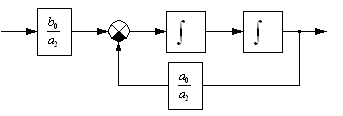 b₀
a₂
∫
∫
a₀
a₂